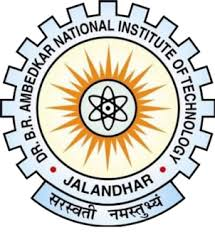 DR. B.R. AMBEDKAR NATIONAL INSTITUTE OF TECHNOLOGY
· JALANDHAR ·
सरस्वती नमस्तुभ्यं